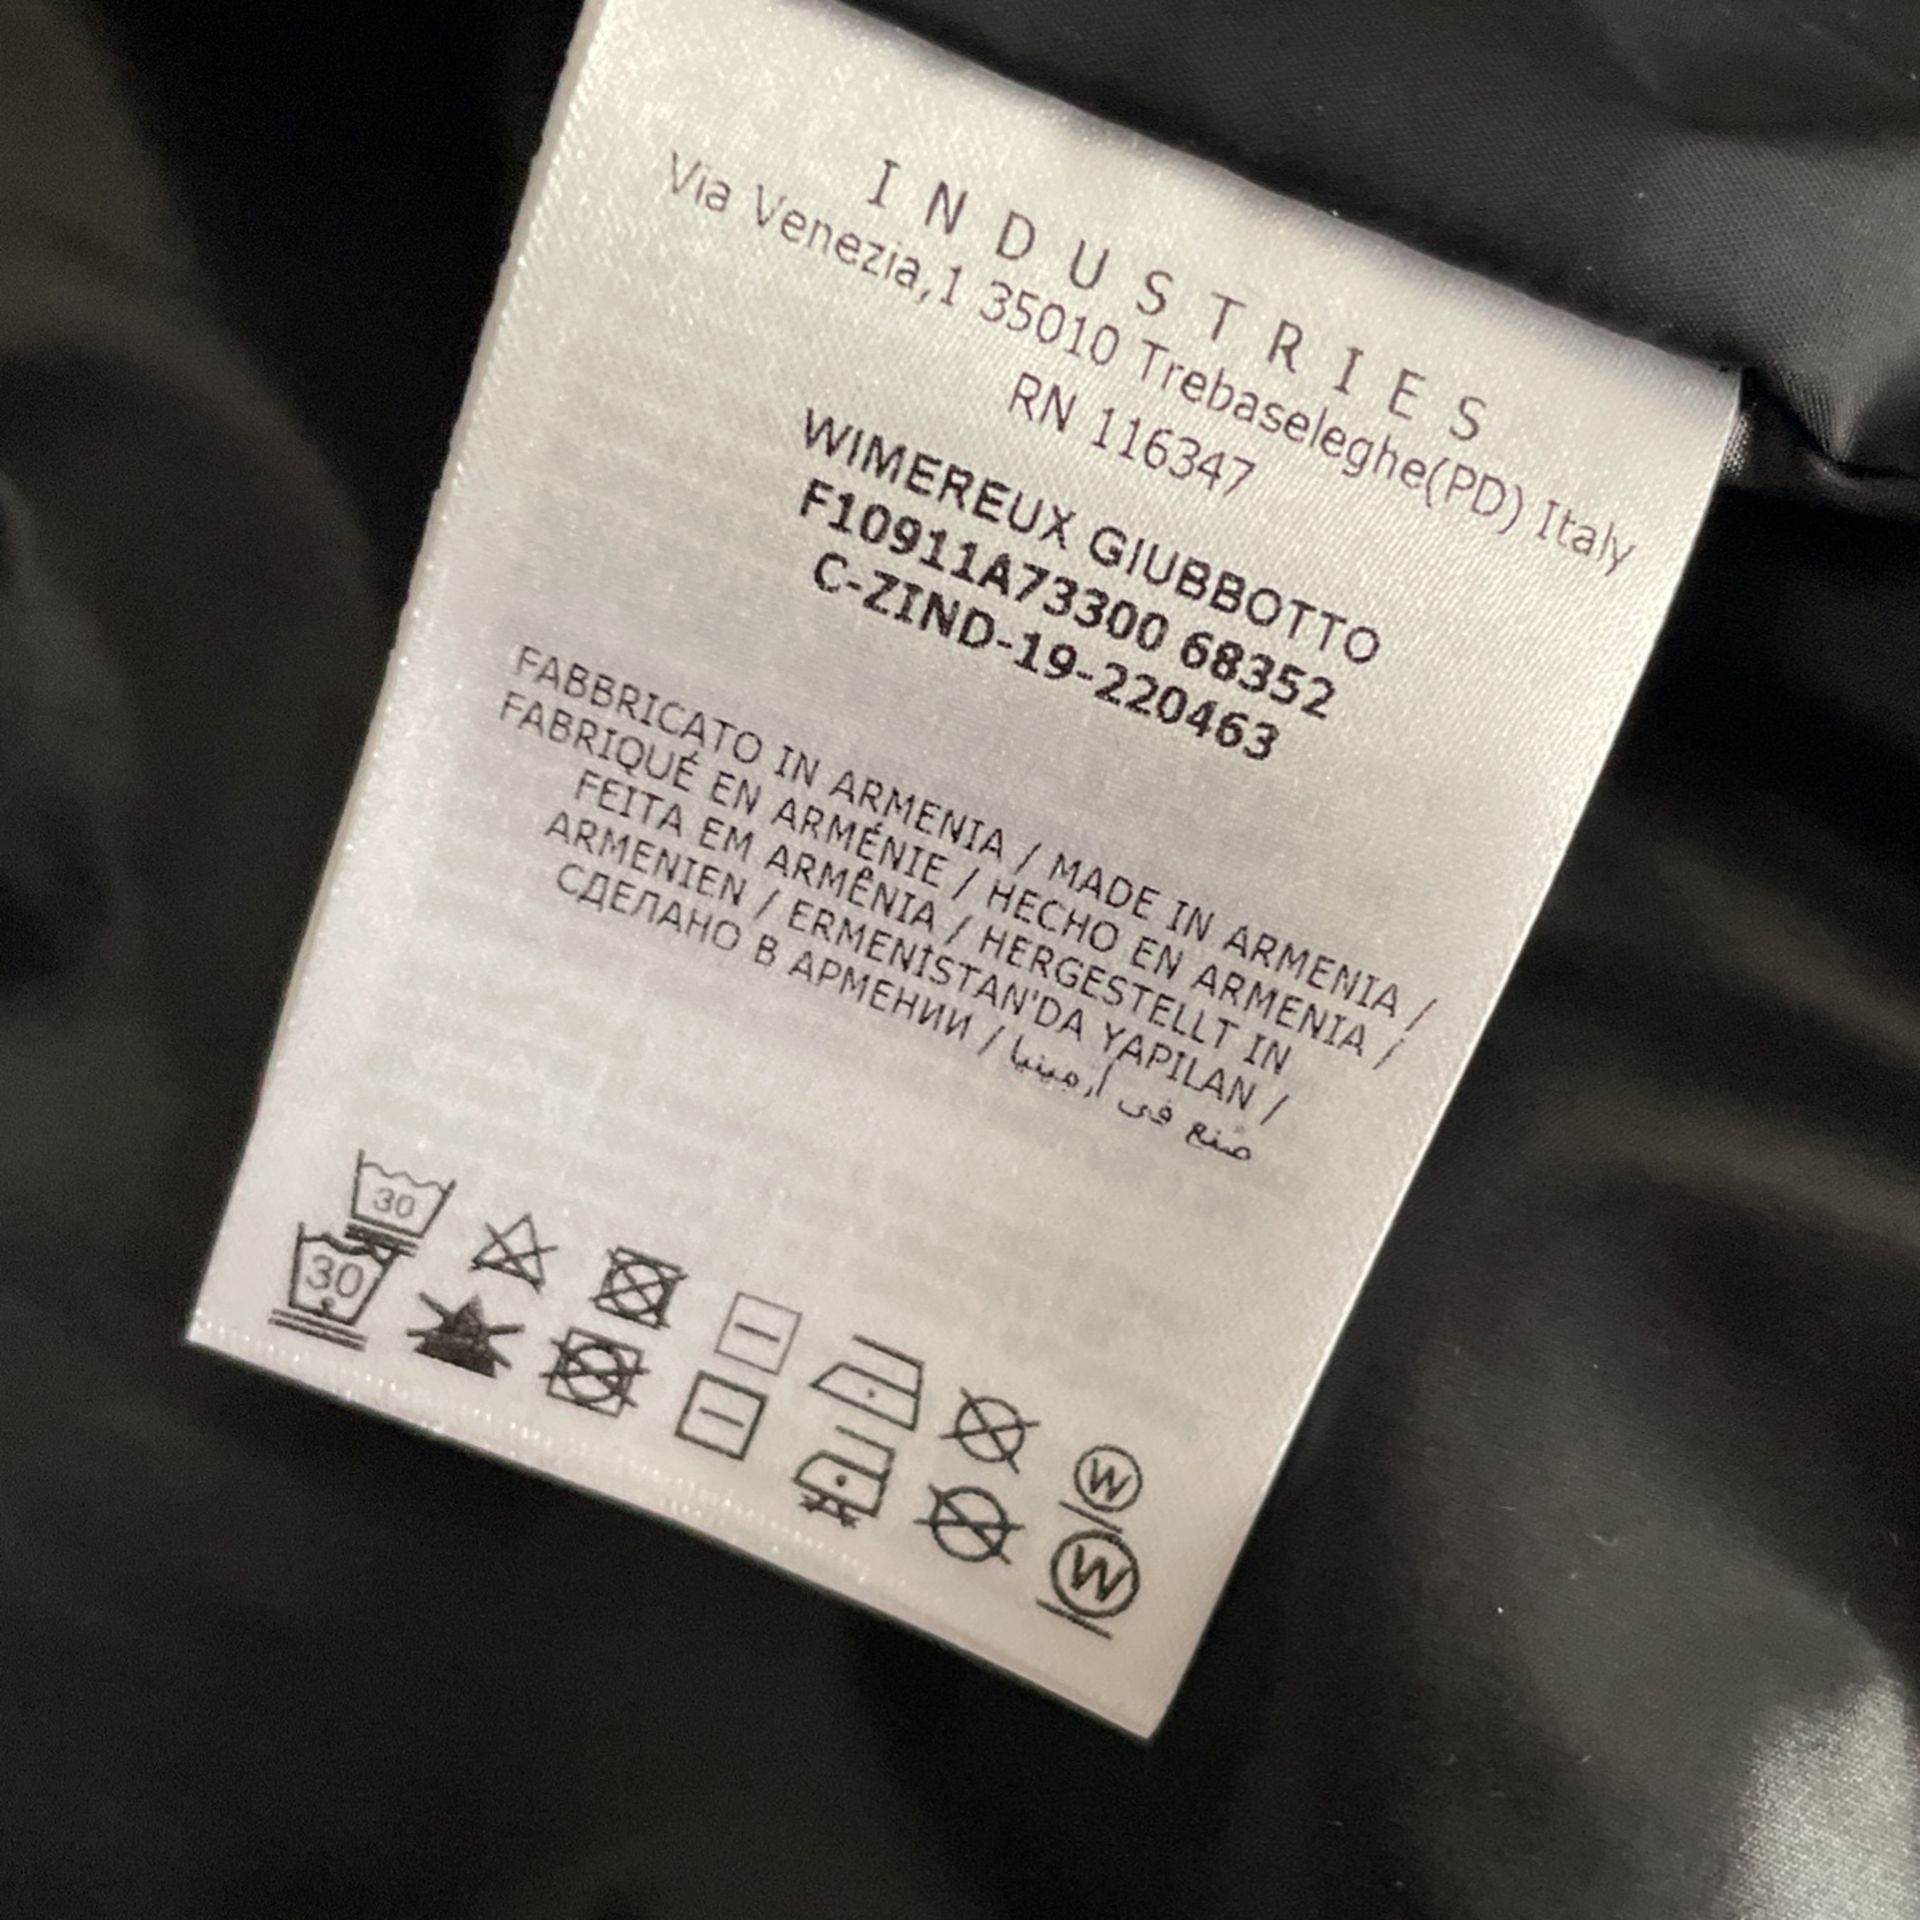 INDUSTRIES
Via Venezia,1 35010 Trebaseleghe(PD) Italy
RN 116347
WIMEREUX GIUBBOTTO
F10911A73300 68352
C-ZIND-19-220463
FABBRICATO IN ARMENIA / MADE IN ARMENIA /
FABRIQUÉ EN ARMÉNIE / HECHO EN ARMENIA /
FEITA EM ARMÊNIA / HERGESTELLT IN
ARMENIEN / ERMENİSTAN'DA YAPILAN /
СДЕЛАНО В АРМЕНИИ / صنع في أرمينيا
30
W
30
W